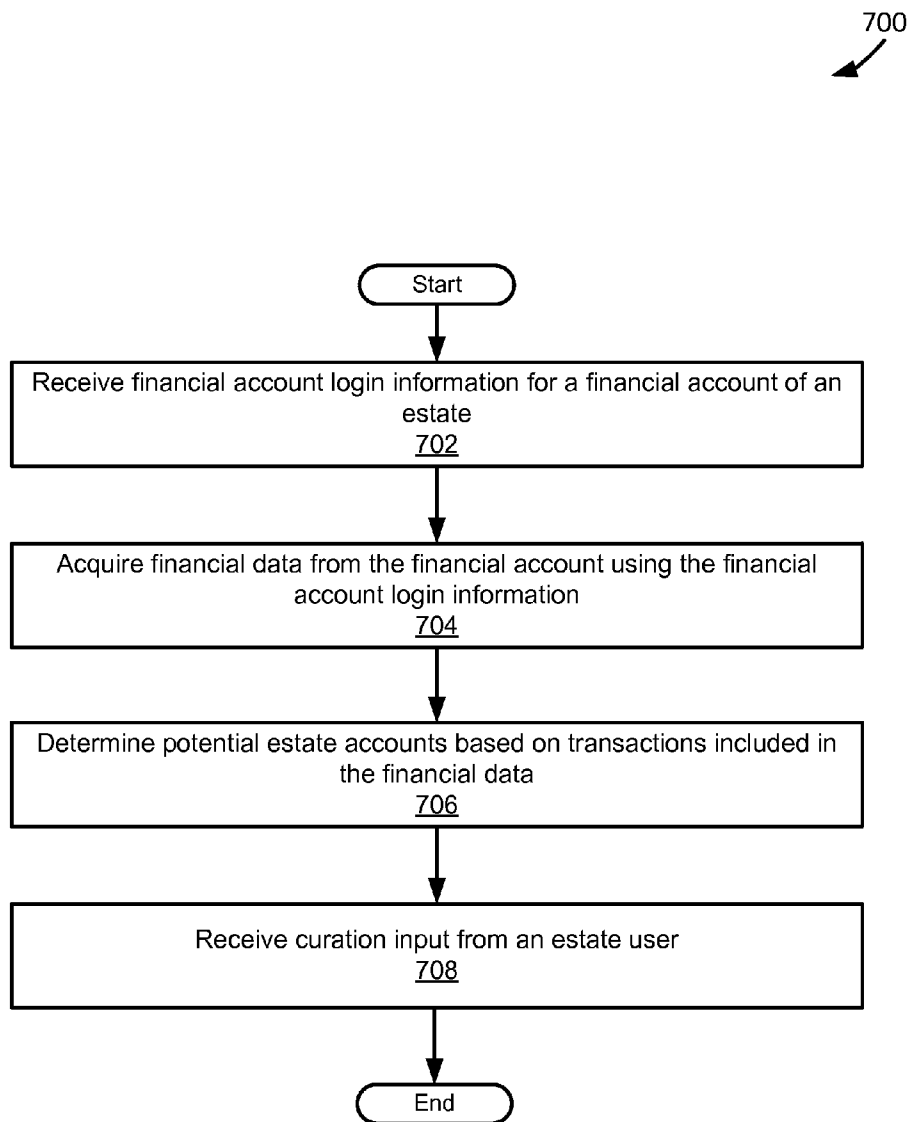 700
Start
Receive financial account login information for a financial account of an
estate
702
Acquire financial data from the financial account using the financial
account login information
704
Determine potential estate accounts based on transactions included in
the financial data
706
Receive curation input from an estate user
708
End